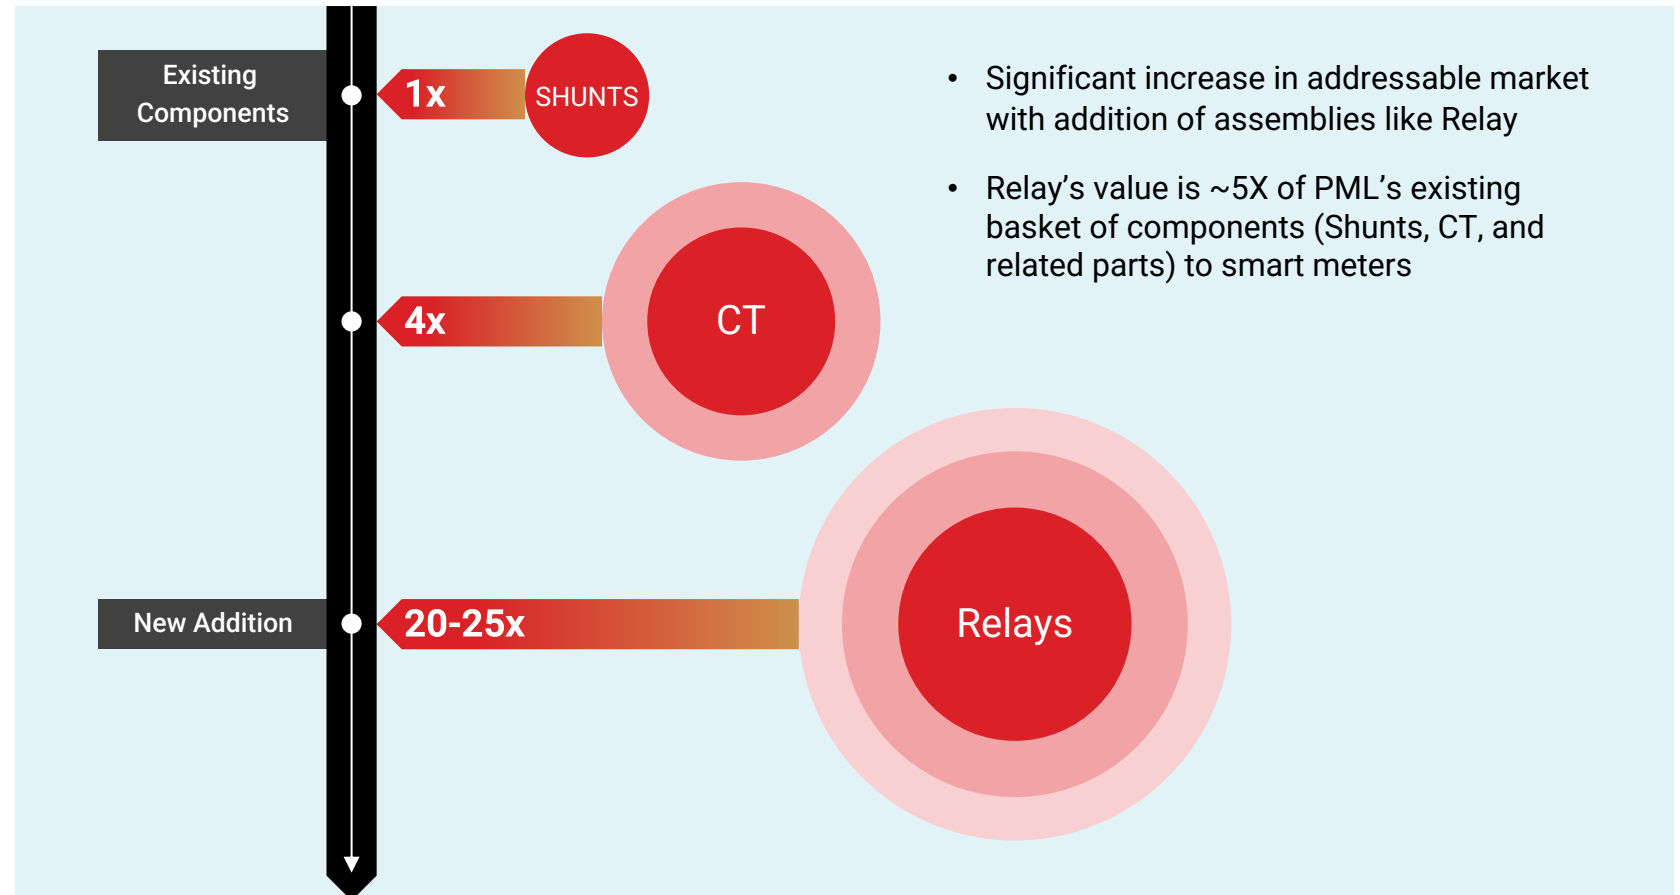 Existing
Components
1x
SHUNTS
4x
CT
New Addition
20-25x
Relays
• Significant increase in addressable market
with addition of assemblies like Relay
• Relay’s value is ~5X of PML’s existing
basket of components (Shunts, CT, and
related parts) to smart meters